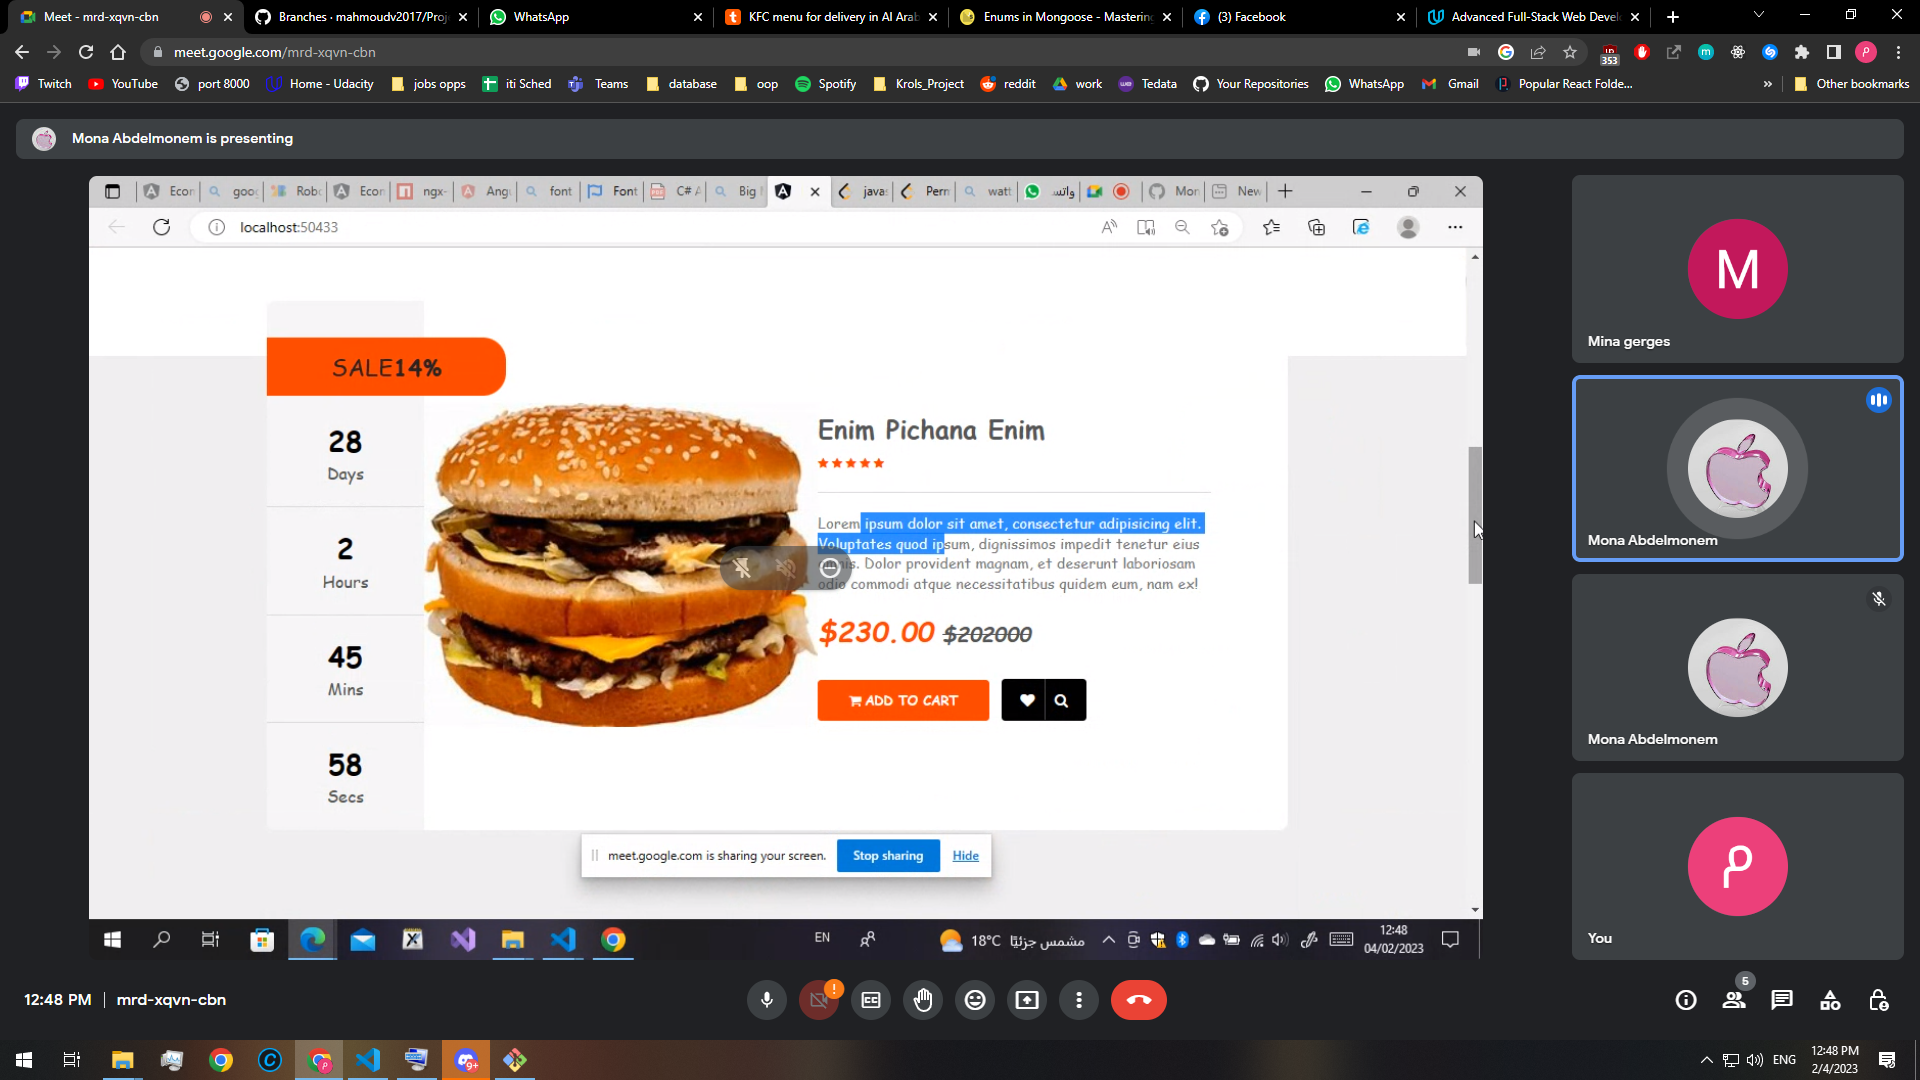 Meet - mrd-xqvn-cbn
Branches · mahmoudv2017/Proj
WhatsApp
KFC menu for delivery in Al Arab
Enums in Mongoose - Mastering
(3) Facebook
Advanced Full-Stack Web Devel
meet.google.com/mrd-xqvn-cbn
353
Twitch
YouTube
port 8000
Home - Udacity
jobs opps
iti Sched
Teams
database
oop
Spotify
Krols_Project
reddit
work
Tedata
Your Repositories
WhatsApp
Gmail
Popular React Folde...
»
Other bookmarks
Mona Abdelmonem is presenting
Econ
goog
Robo
Econ
ngx-
Angu
font
Font
C# A
Big
java
Perm
watt
واتس
Mon
New
localhost:50433
SALE14%
28
Days
2
Hours
45
Mins
58
Secs
Enim Pichana Enim
Lorem ipsum dolor sit amet, consectetur adipisicing elit.
Voluptates quod ipsum, dignissimos impedit tenetur eius
. Dolor provident magnam, et deserunt laboriosam
odio commodi atque necessitatibus quidem eum, nam ex!
$230.00 $202000
ADD TO CART
meet.google.com is sharing your screen.
Stop sharing
Hide
EN
18°C مشمس جزئيًا
12:48
04/02/2023
M
Mina gerges
Mona Abdelmonem
Mona Abdelmonem
You
12:48 PM | mrd-xqvn-cbn
5
9+
ENG
12:48 PM
2/4/2023